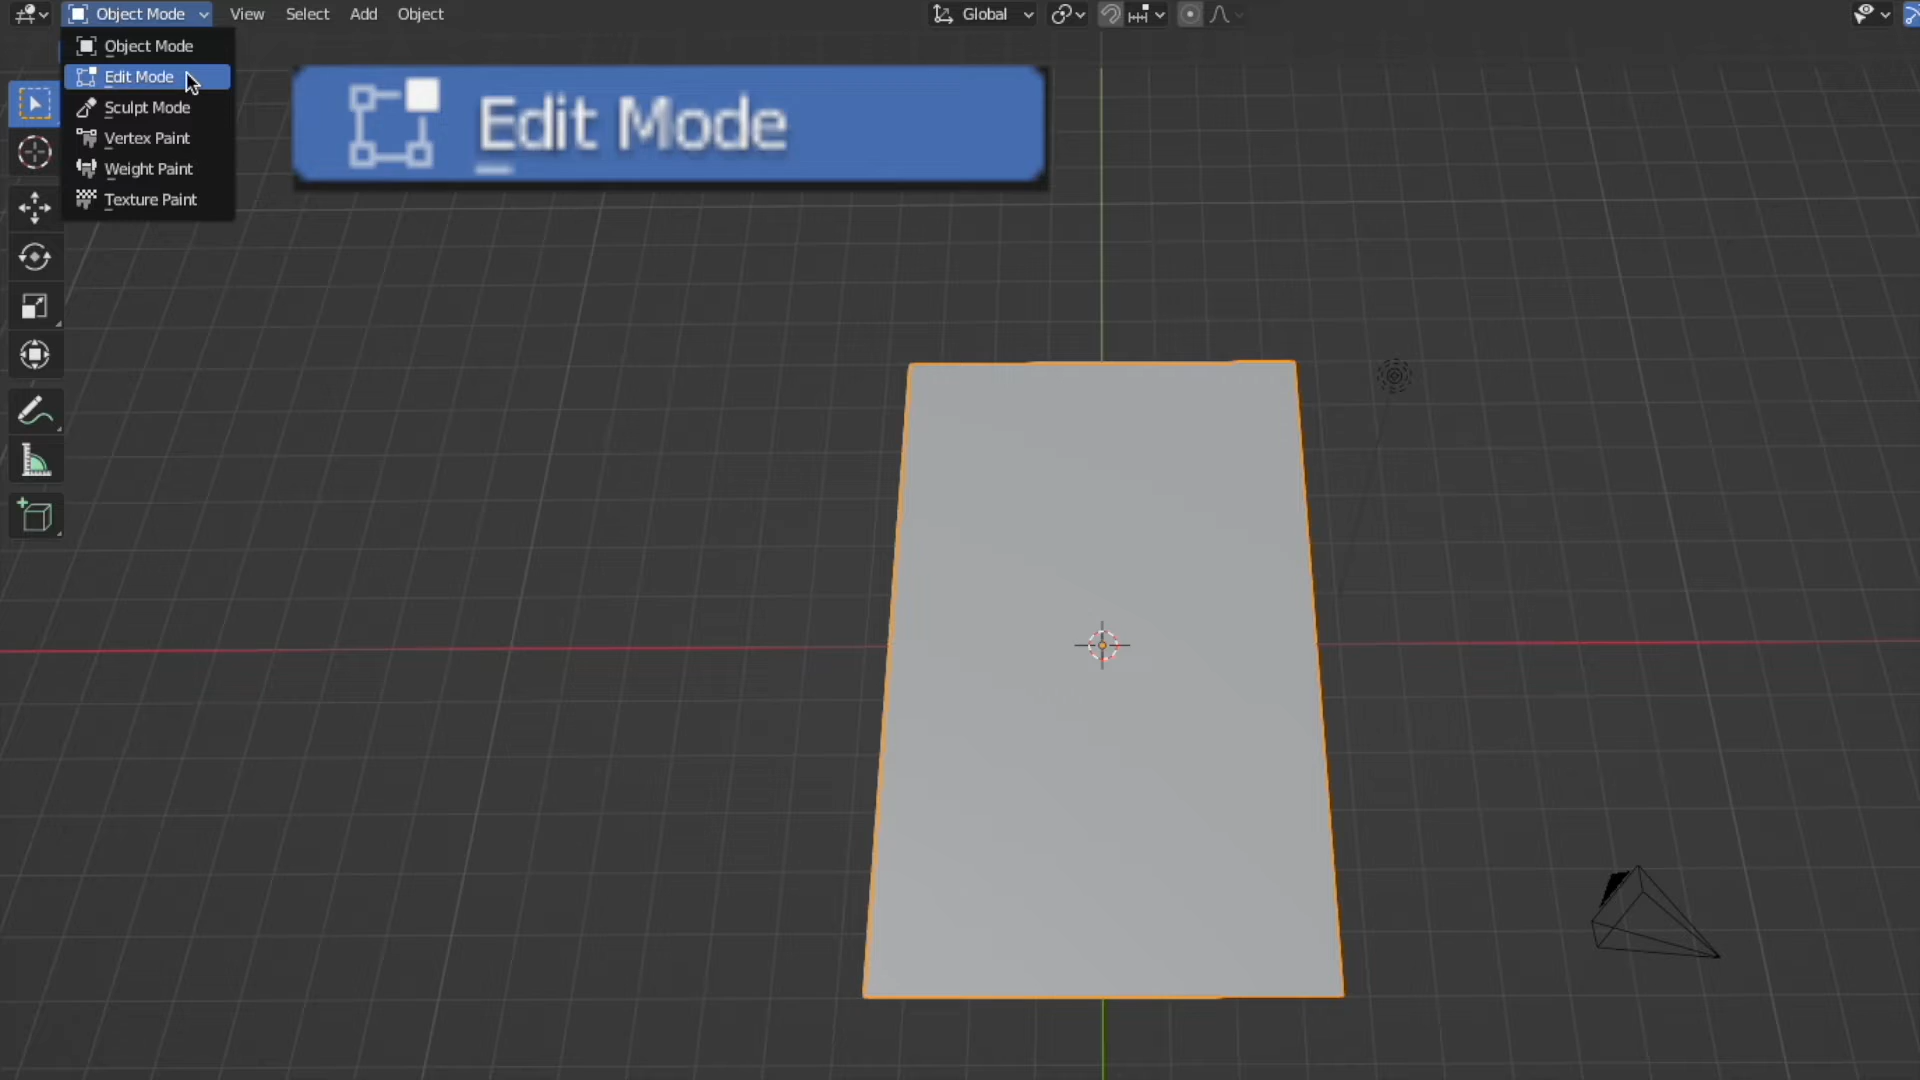 Object Mode View Select Add Object Global
Object Mode
Edit Mode
Sculpt Mode
Vertex Paint
Weight Paint
Texture Paint
Edit Mode